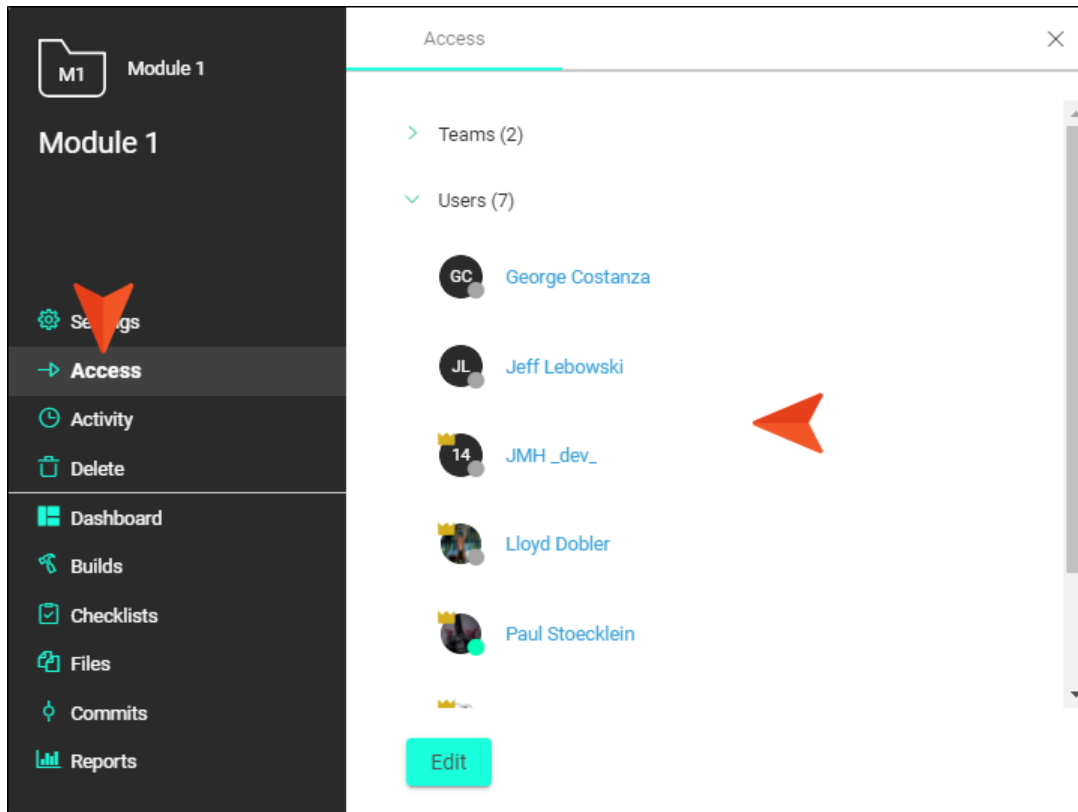 M1
Module 1
Module 1
Settings
Access
Activity
Delete
Dashboard
Builds
Checklists
Files
Commits
Reports
Access
Teams (2)
Users (7)
GC
George Costanza
JL
Jeff Lebowski
14
JMH _dev_
Lloyd Dobler
Paul Stoecklein
Edit